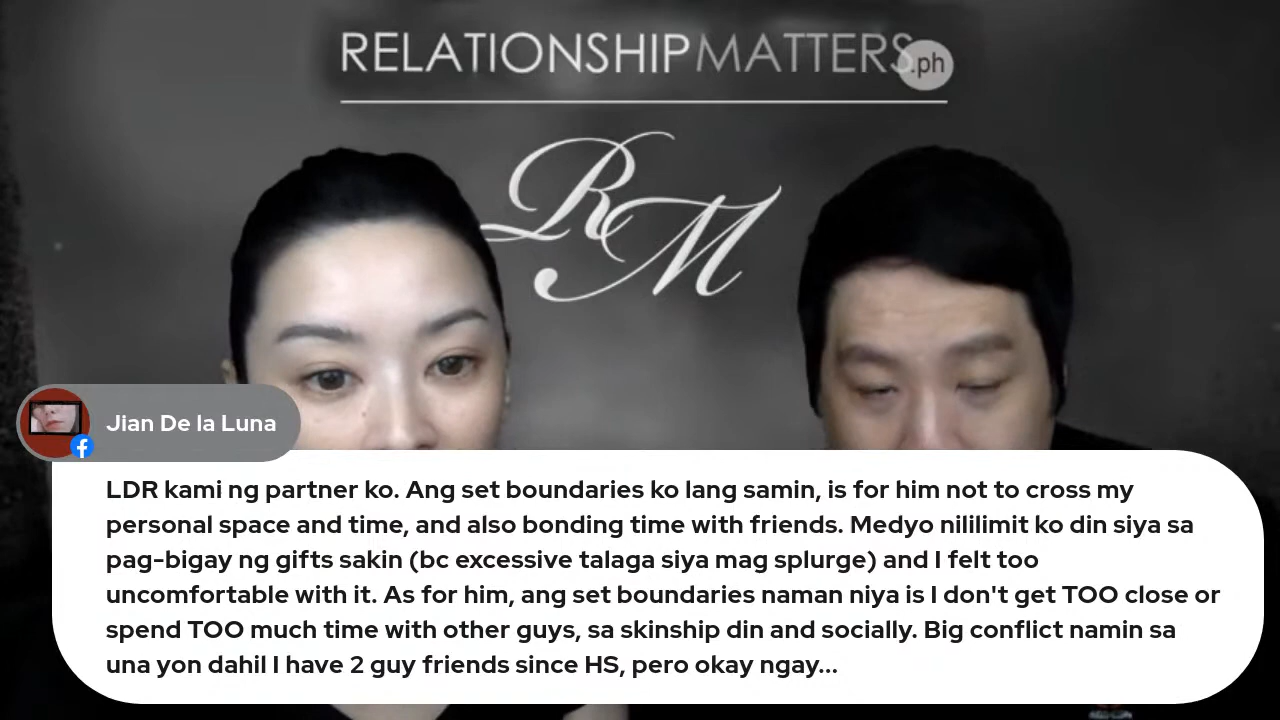 RELATIONSHIPMATTERS.ph
RM
Jian De la Luna
LDR kami ng partner ko. Ang set boundaries ko lang samin, is for him not to cross my
personal space and time, and also bonding time with friends. Medyo nililimit ko din siya sa
pag-bigay ng gifts sakin (bc excessive talaga siya mag splurge) and I felt too
uncomfortable with it. As for him, ang set boundaries naman niya is I don't get TOO close or
spend TOO much time with other guys, sa skinship din and socially. Big conflict namin sa
una yon dahil I have 2 guy friends since HS, pero okay ngay...